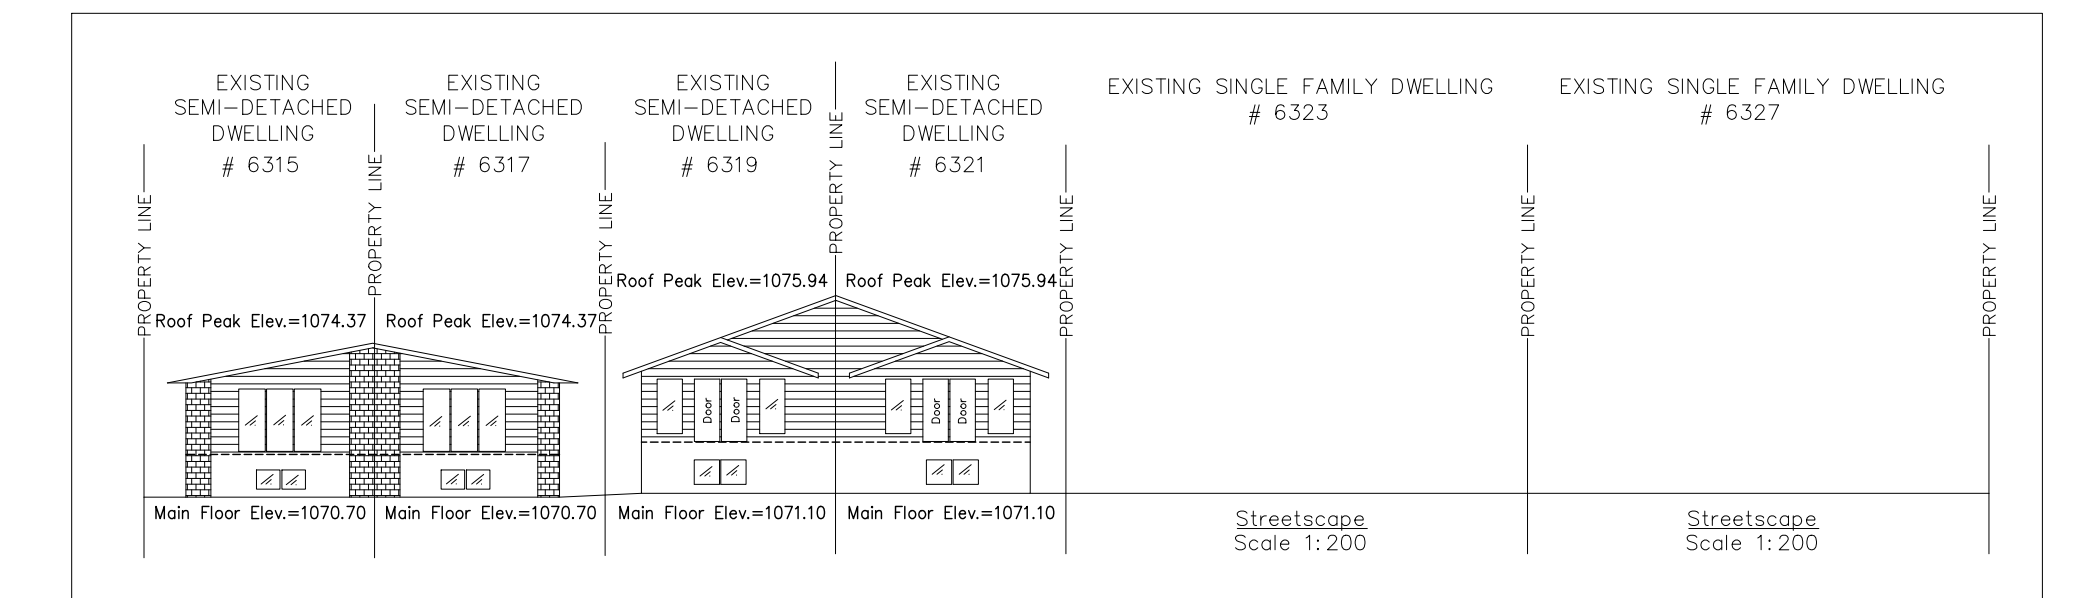 EXISTING
SEMI-DETACHED
DWELLING
# 6315
EXISTING
SEMI-DETACHED
DWELLING
# 6317
EXISTING
SEMI-DETACHED
DWELLING
# 6319
EXISTING
SEMI-DETACHED
DWELLING
# 6321
EXISTING SINGLE FAMILY DWELLING
# 6323
EXISTING SINGLE FAMILY DWELLING
# 6327
PROPERTY LINE
PROPERTY LINE
PROPERTY LINE
PROPERTY LINE
PROPERTY LINE
PROPERTY LINE
PROPERTY LINE
Roof Peak Elev.=1074.37
Roof Peak Elev.=1074.37
Roof Peak Elev.=1075.94
Roof Peak Elev.=1075.94
Door
Door
Door
Door
Main Floor Elev.=1070.70
Main Floor Elev.=1070.70
Main Floor Elev.=1071.10
Main Floor Elev.=1071.10
Streetscape
Scale 1:200
Streetscape
Scale 1:200